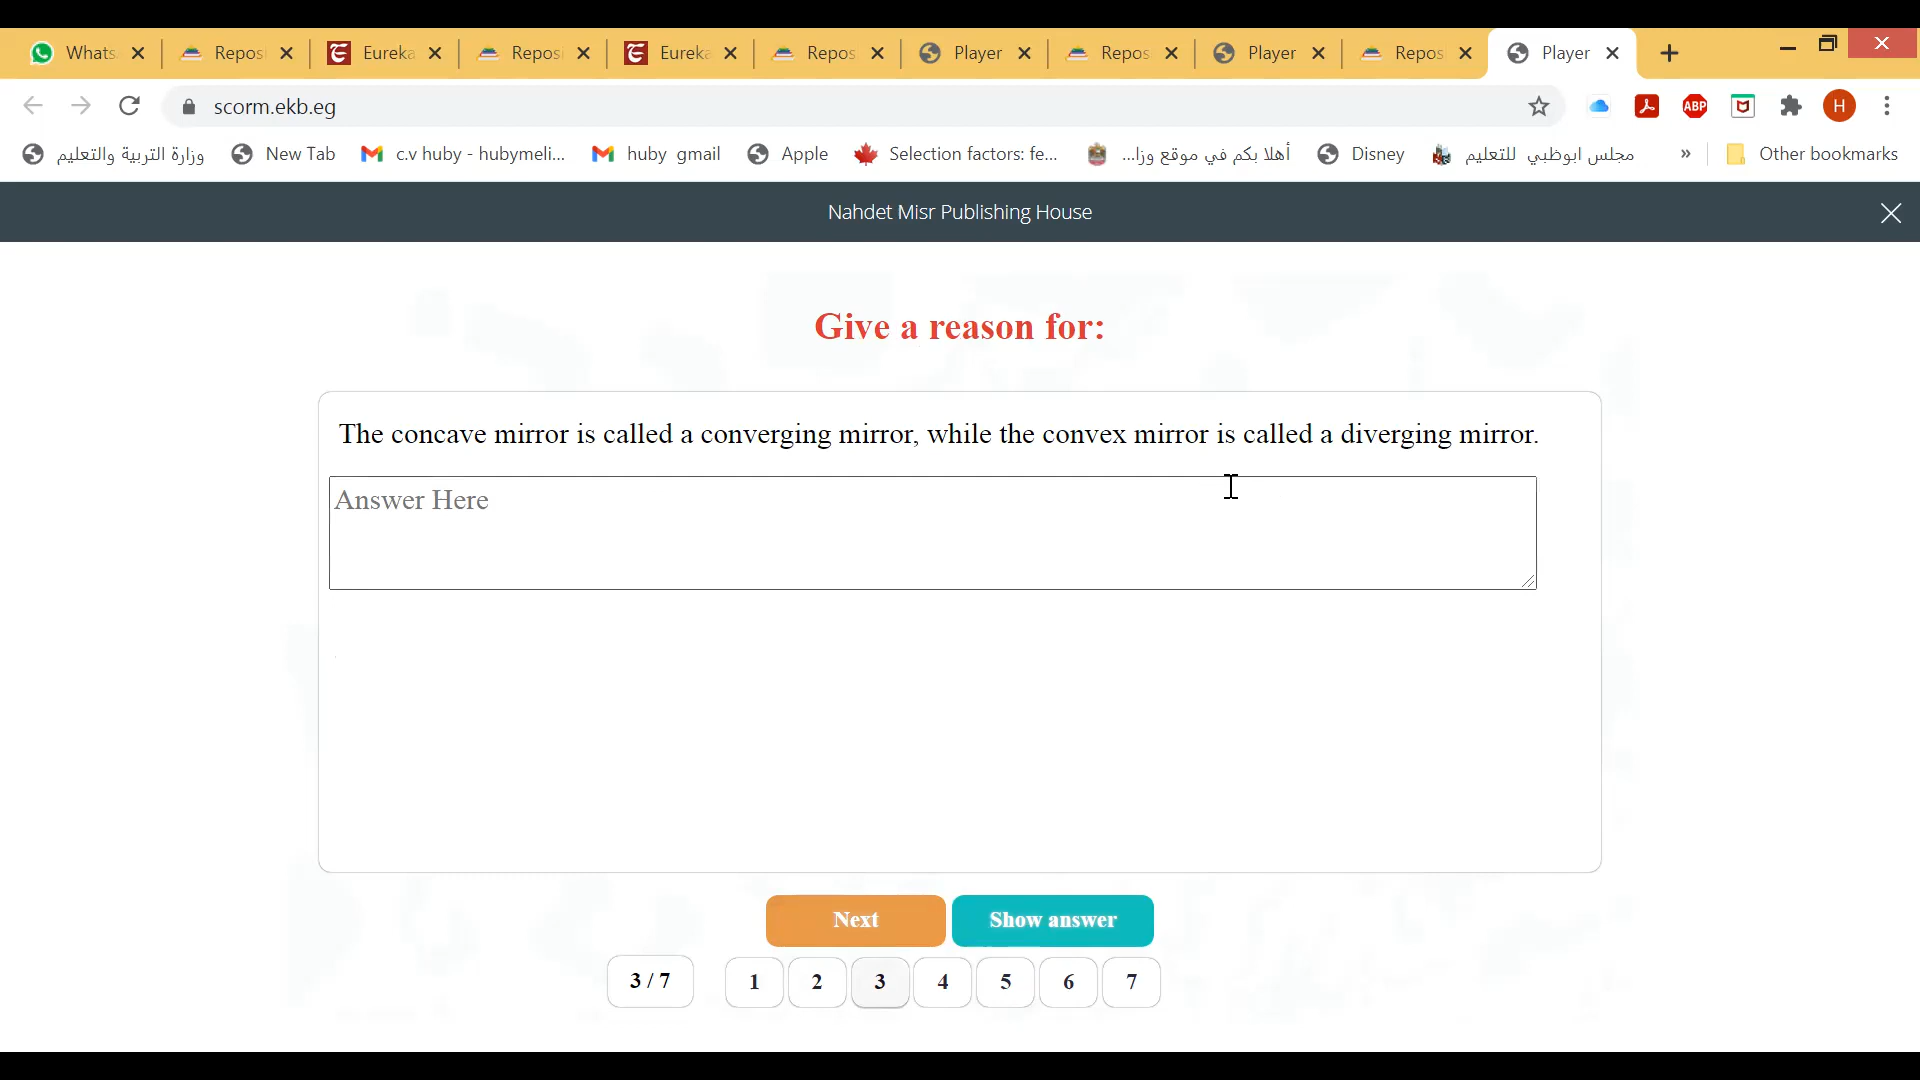 Whats
Repos
Eureka
Repos
Eureka
Repos
Player
Repos
Player
Repos
Player
scorm.ekb.eg
ABP
H
وزارة التربية والتعليم
New Tab
c.v huby - hubymeli...
huby gmail
Apple
Selection factors: fe...
أهلا بكم في موقع وزا...
Disney
مجلس ابوظبي للتعليم
»
Other bookmarks
Nahdet Misr Publishing House
Give a reason for:
The concave mirror is called a converging mirror, while the convex mirror is called a diverging mirror.
Answer Here
Next
Show answer
3 / 7
1
2
3
4
5
6
7